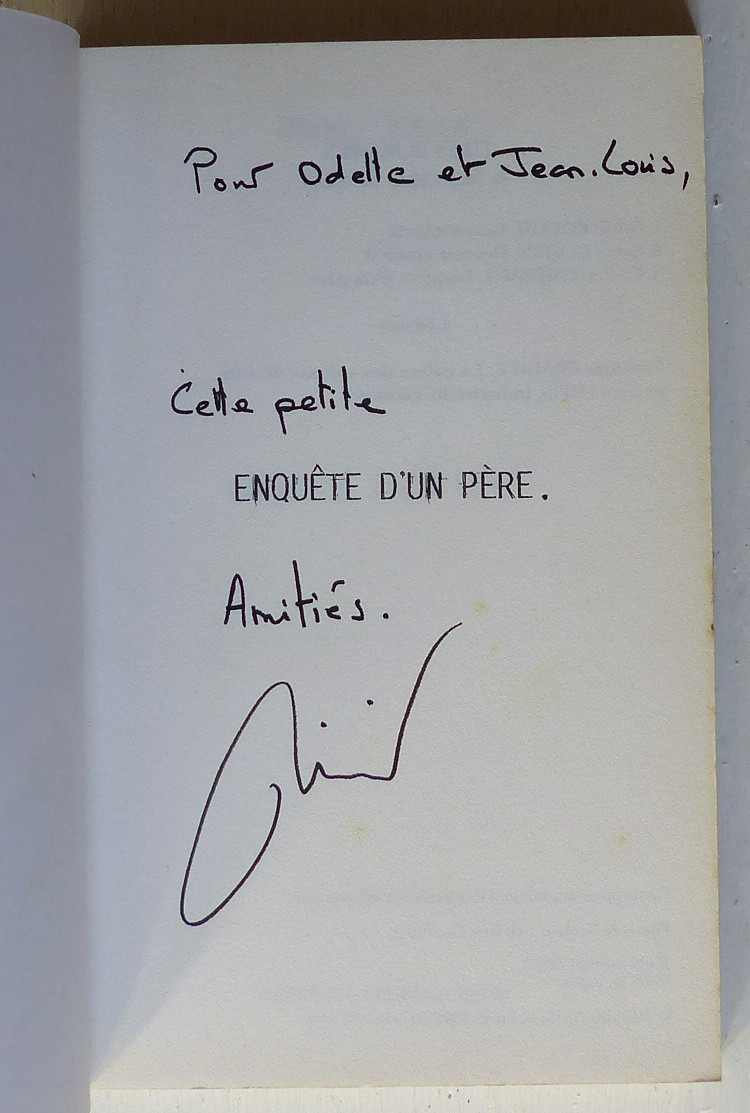 Pour Odette et Jean-Louis,
Cette petite
ENQUÊTE D'UN PÈRE.
Amitiés.